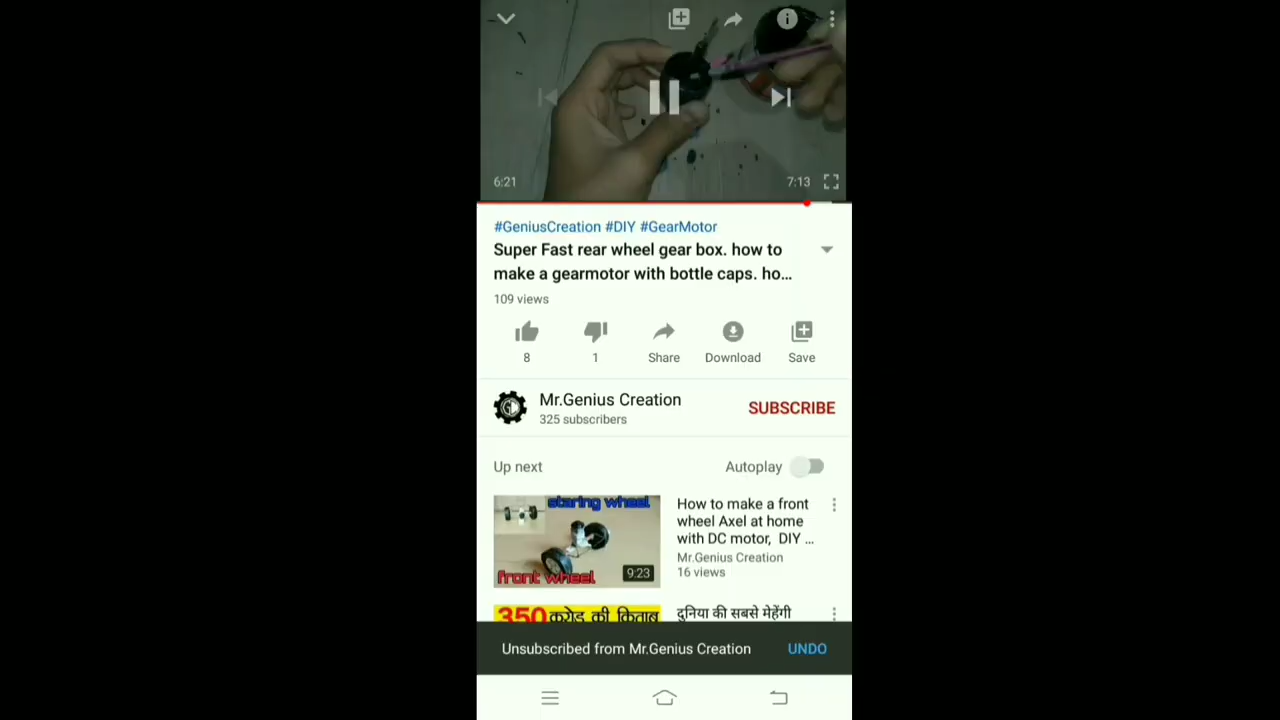 6:21
7:13
#GeniusCreation #DIY #GearMotor
Super Fast rear wheel gear box. how to
make a gearmotor with bottle caps. ho...
109 views
8
1
Share
Download
Save
Mr.Genius Creation
325 subscribers
SUBSCRIBE
Up next
Autoplay
staring wheel
front wheel
9:23
How to make a front
wheel Axel at home
with DC motor, DIY ...
Mr.Genius Creation
16 views
350 करोड़ की किताब
दुनिया की सबसे मेहेंगी
Unsubscribed from Mr.Genius Creation
UNDO